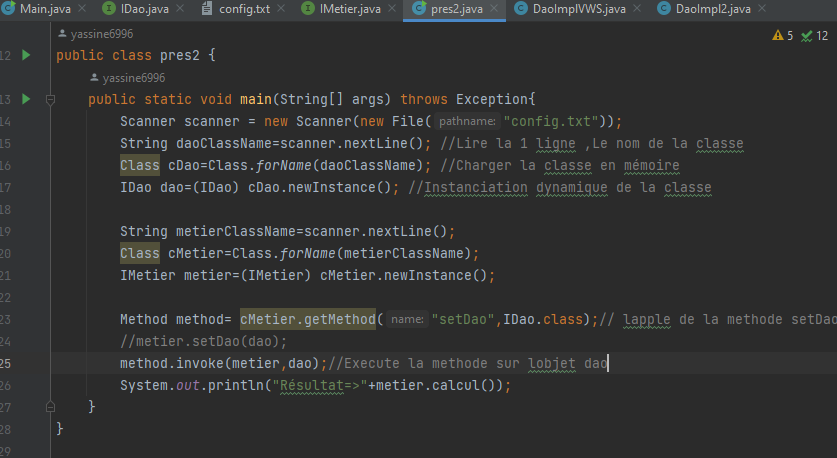 Main.java IDao.java config.txt IMetier.java pres2.java DaoImplVWS.java DaoImpl2.java
yassine6996
5 12
12 public class pres2 {
yassine6996
13 public static void main(String[] args) throws Exception{
14 Scanner scanner = new Scanner(new File( pathname: "config.txt"));
15 String daoClassName=scanner.nextLine(); //Lire la 1 ligne ,Le nom de la classe
16 Class cDao=Class.forName(daoClassName); //Charger la classe en mémoire
17 IDao dao=(IDao) cDao.newInstance(); //Instanciation dynamique de la classe
18
19 String metierClassName=scanner.nextLine();
20 Class cMetier=Class.forName(metierClassName);
21 IMetier metier=(IMetier) cMetier.newInstance();
22
23 Method method= cMetier.getMethod( name: "setDao",IDao.class);// lapple de la methode setDao
24 //metier.setDao(dao);
25 method.invoke(metier,dao);//Execute la methode sur lobjet dao
26 System.out.println("Résultat=>"+metier.calcul());
27 }
28 }
29